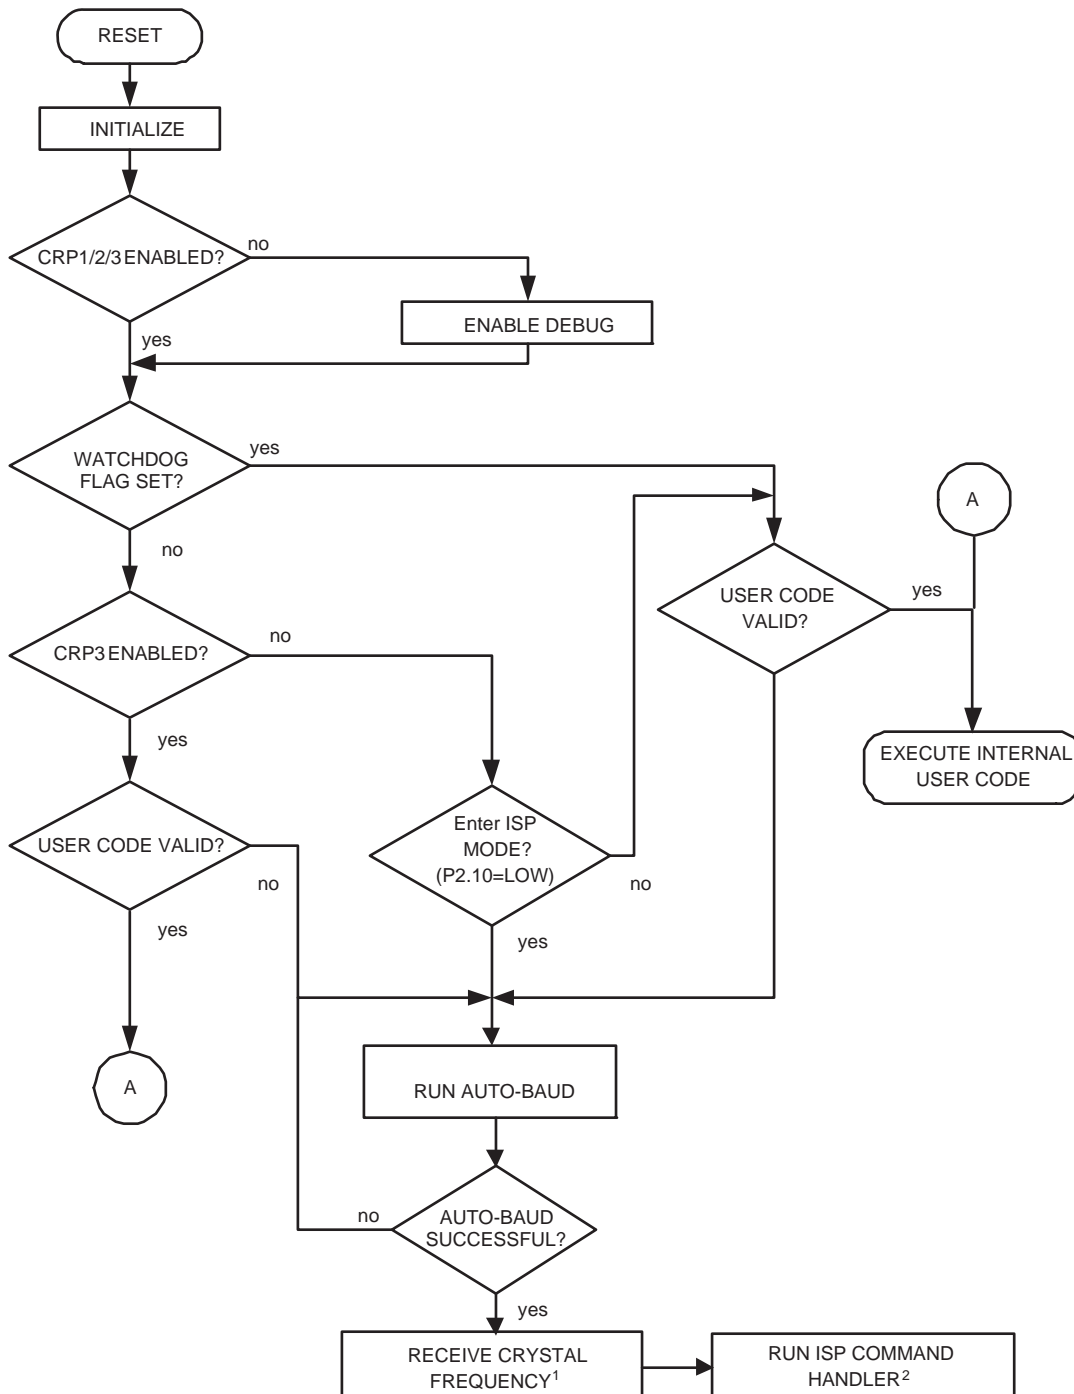 RESET
INITIALIZE
CRP1/2/3 ENABLED?
no
ENABLE DEBUG
yes
WATCHDOG
FLAG SET?
yes
no
A
USER CODE
VALID?
yes
CRP3 ENABLED?
no
yes
EXECUTE INTERNAL
USER CODE
USER CODE VALID?
no
yes
Enter ISP
MODE?
(P2.10=LOW)
no
yes
A
RUN AUTO-BAUD
AUTO-BAUD
SUCCESSFUL?
no
yes
RECEIVE CRYSTAL
FREQUENCY1
RUN ISP COMMAND
HANDLER2